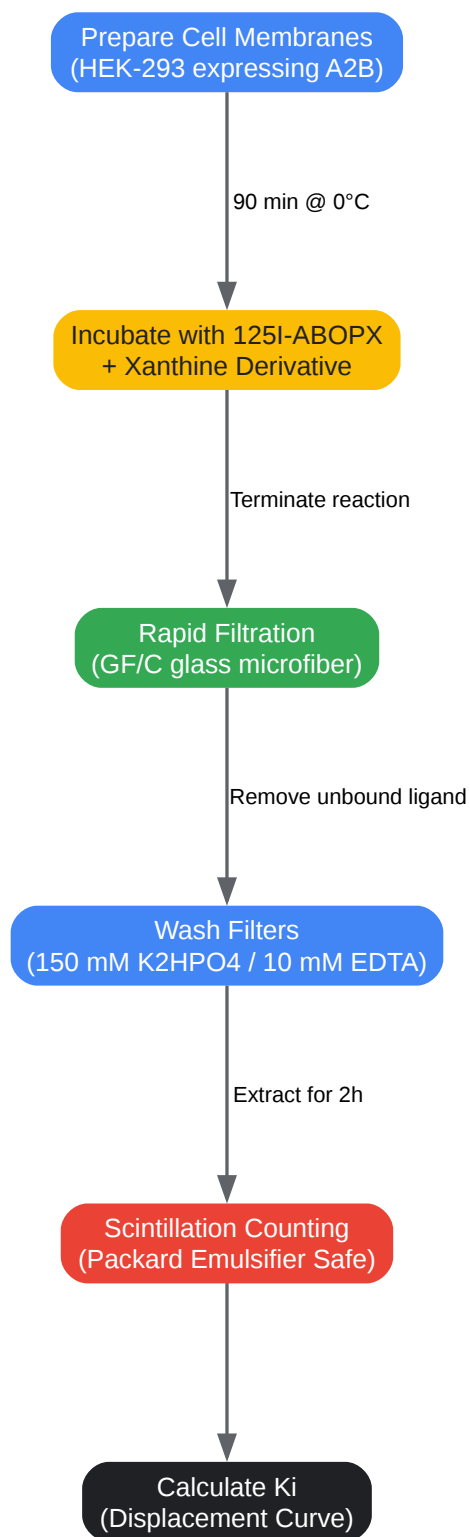 Prepare Cell Membranes
(HEK-293 expressing A2B)
90 min @ 0°C
Incubate with 125I-ABOPX
+ Xanthine Derivative
Terminate reaction
Rapid Filtration
(GF/C glass microfiber)
Remove unbound ligand
Wash Filters
(150 mM K2HPO4 / 10 mM EDTA)
Extract for 2h
Scintillation Counting
(Packard Emulsifier Safe)
Calculate Ki
(Displacement Curve)